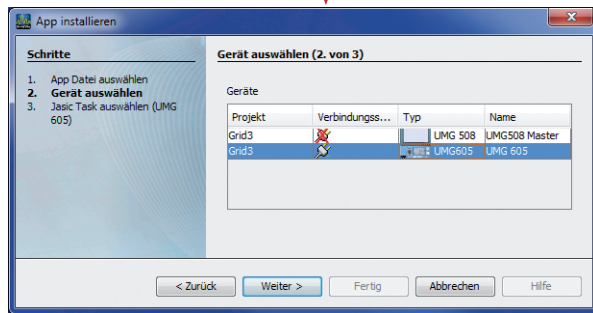 App installieren
Schritte
1. App Datei auswählen
2. Gerät auswählen
3. Jasic Task auswählen (UMG
605)
Gerät auswählen (2. von 3)
Geräte
Projekt Verbindungss... Typ Name
Grid3 UMG 508 UMG508 Master
Grid3 UMG605 UMG 605
< Zurück Weiter > Fertig Abbrechen Hilfe